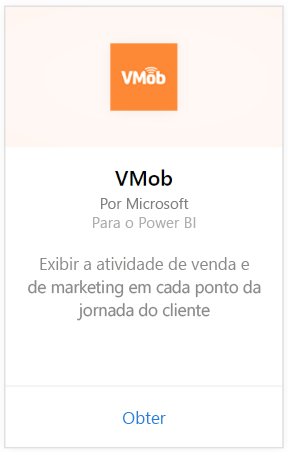 VMob
VMob
Por Microsoft
Para o Power BI
Exibir a atividade de venda e
de marketing em cada ponto da
jornada do cliente
Obter